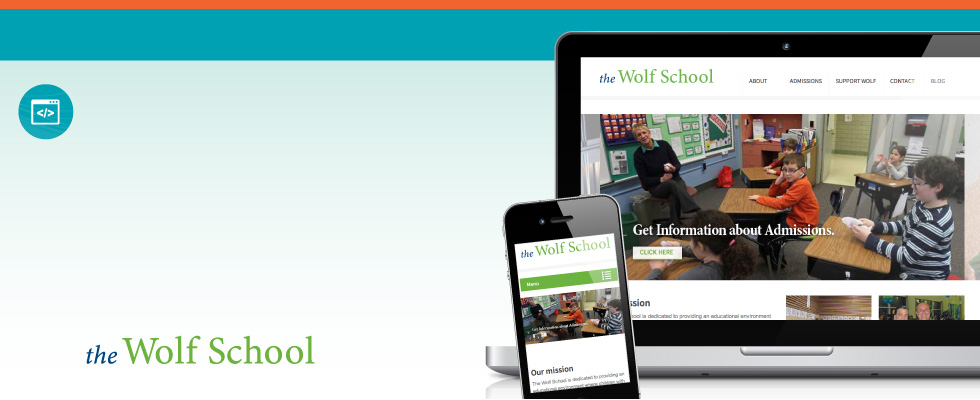 </>
the Wolf School
ABOUT ADMISSIONS SUPPORT WOLF CONTACT BLOG
Get Information about Admissions.
CLICK HERE
ssion
ool is dedicated to providing an educational environment
the Wolf School
Menu
Get Information about Admissions.
Our mission
The Wolf School is dedicated to providing an
educational environment where children with
the Wolf School